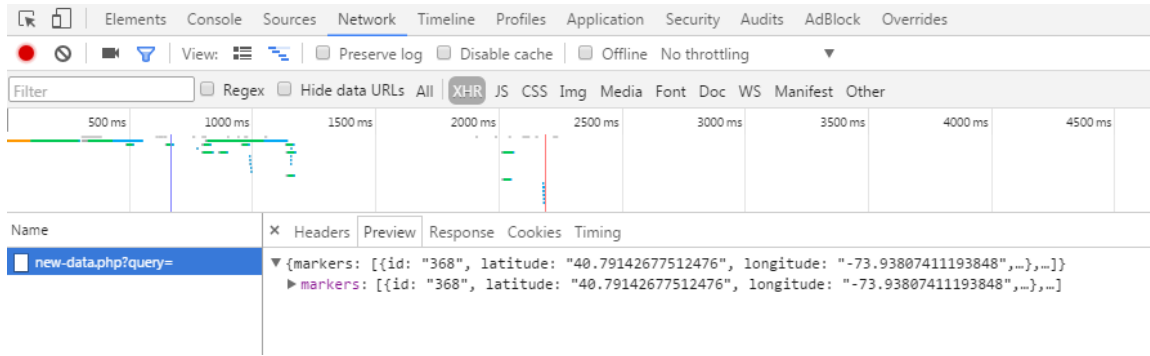 Elements Console Sources Network Timeline Profiles Application Security Audits AdBlock Overrides
View: Preserve log Disable cache Offline No throttling ▼
Filter Regex Hide data URLs All XHR JS CSS Img Media Font Doc WS Manifest Other
500 ms 1000 ms 1500 ms 2000 ms 2500 ms 3000 ms 3500 ms 4000 ms 4500 ms
Name × Headers Preview Response Cookies Timing
new-data.php?query= ▼{markers: [{id: "368", latitude: "40.79142677512476", longitude: "-73.93807411193848",…},…]}
▶markers: [{id: "368", latitude: "40.79142677512476", longitude: "-73.93807411193848",…},…]